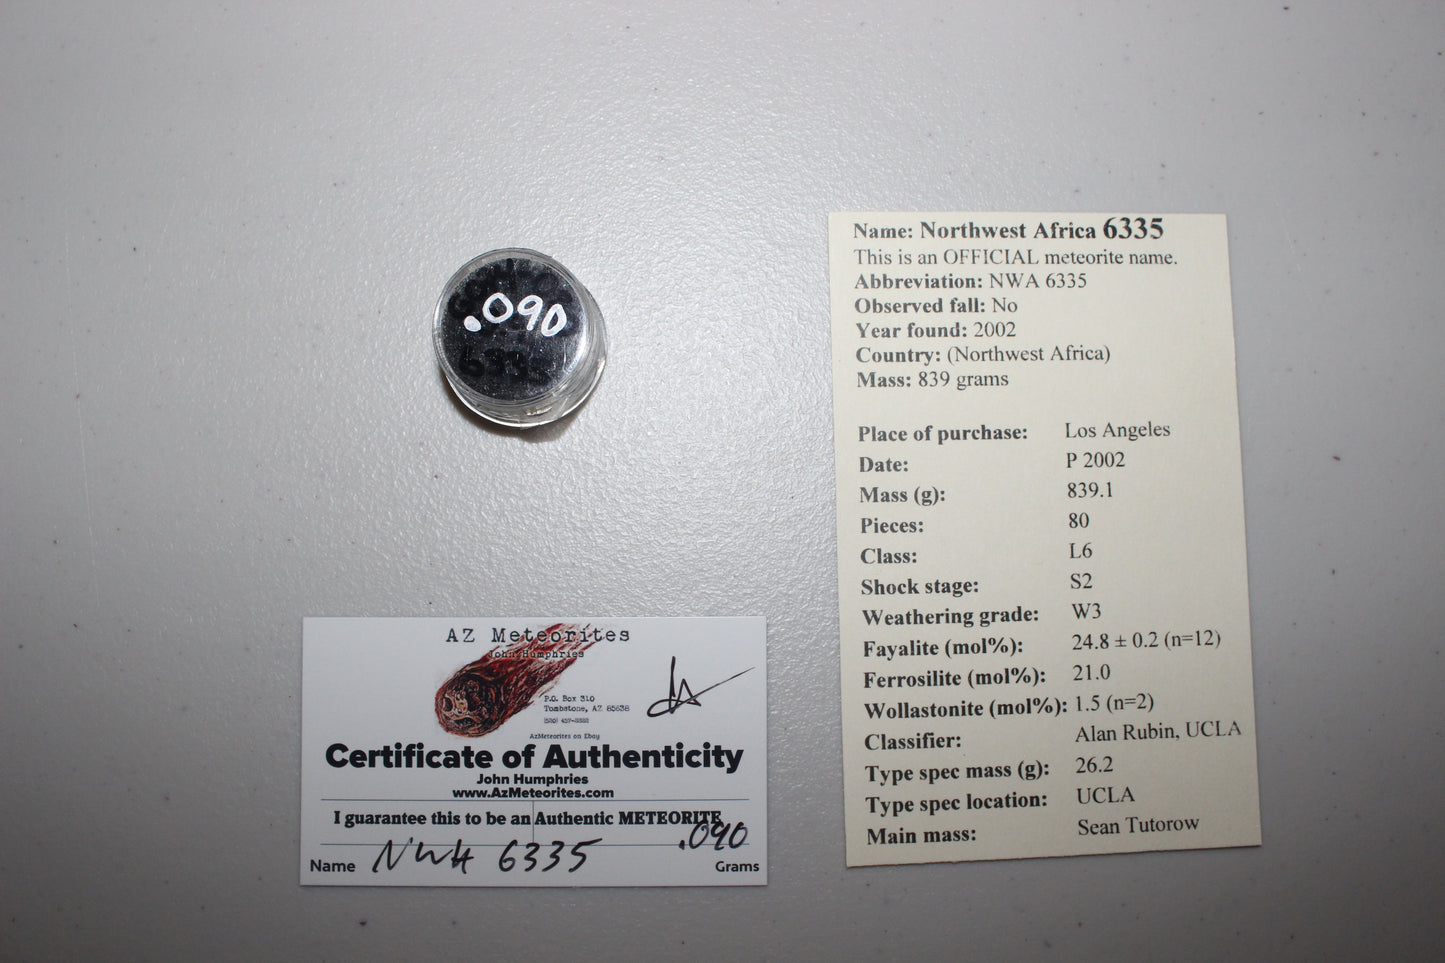 .090
6335
AZ Meteorites
John Humphries
P.O. Box 310
Tombstone, AZ 85638
AzMeteorites on Ebay
Certificate of Authenticity
John Humphries
www.AzMeteorites.com
I guarantee this to be an Authentic METEORITE
Name NWA 6335 .090 Grams
Name: Northwest Africa 6335
This is an OFFICIAL meteorite name.
Abbreviation: NWA 6335
Observed fall: No
Year found: 2002
Country: (Northwest Africa)
Mass: 839 grams
Place of purchase: Los Angeles
Date: P 2002
Mass (g): 839.1
Pieces: 80
Class: L6
Shock stage: S2
Weathering grade: W3
Fayalite (mol%): 24.8 ± 0.2 (n=12)
Ferrosilite (mol%): 21.0
Wollastonite (mol%): 1.5 (n=2)
Classifier: Alan Rubin, UCLA
Type spec mass (g): 26.2
Type spec location: UCLA
Main mass: Sean Tutorow